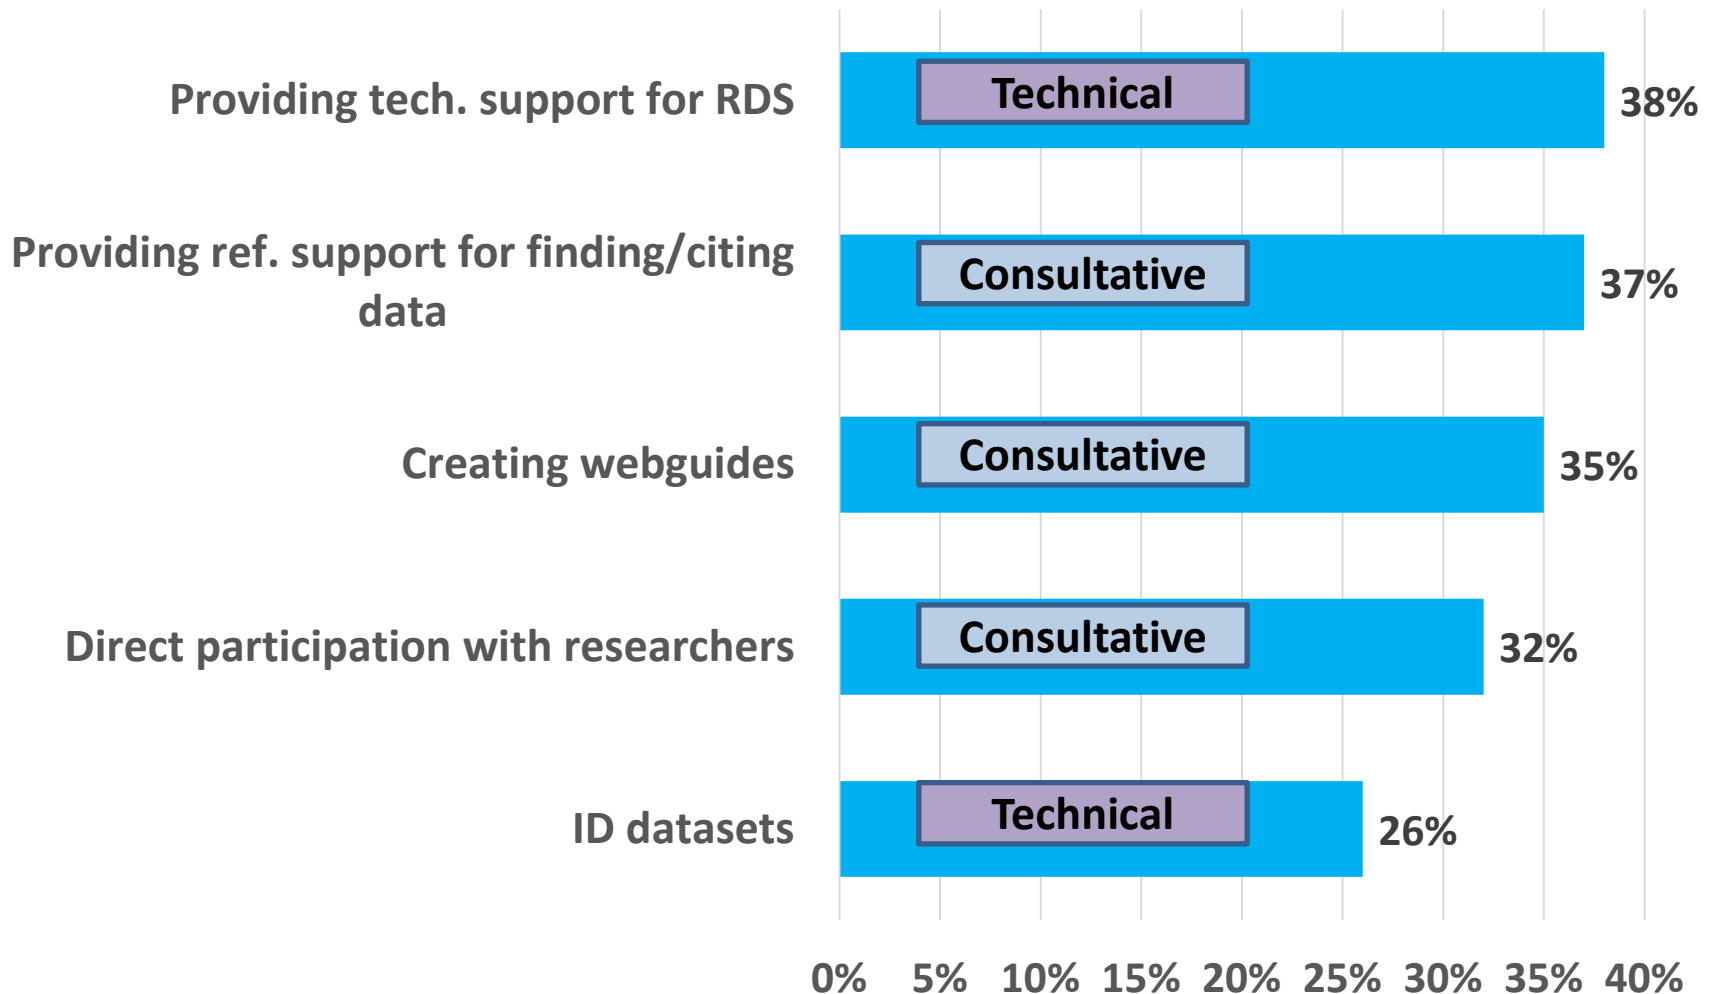 Providing tech. support for RDS
Technical
38%
Providing ref. support for finding/citing
data
Consultative
37%
Creating webguides
Consultative
35%
Direct participation with researchers
Consultative
32%
ID datasets
Technical
26%
0% 5% 10% 15% 20% 25% 30% 35% 40%